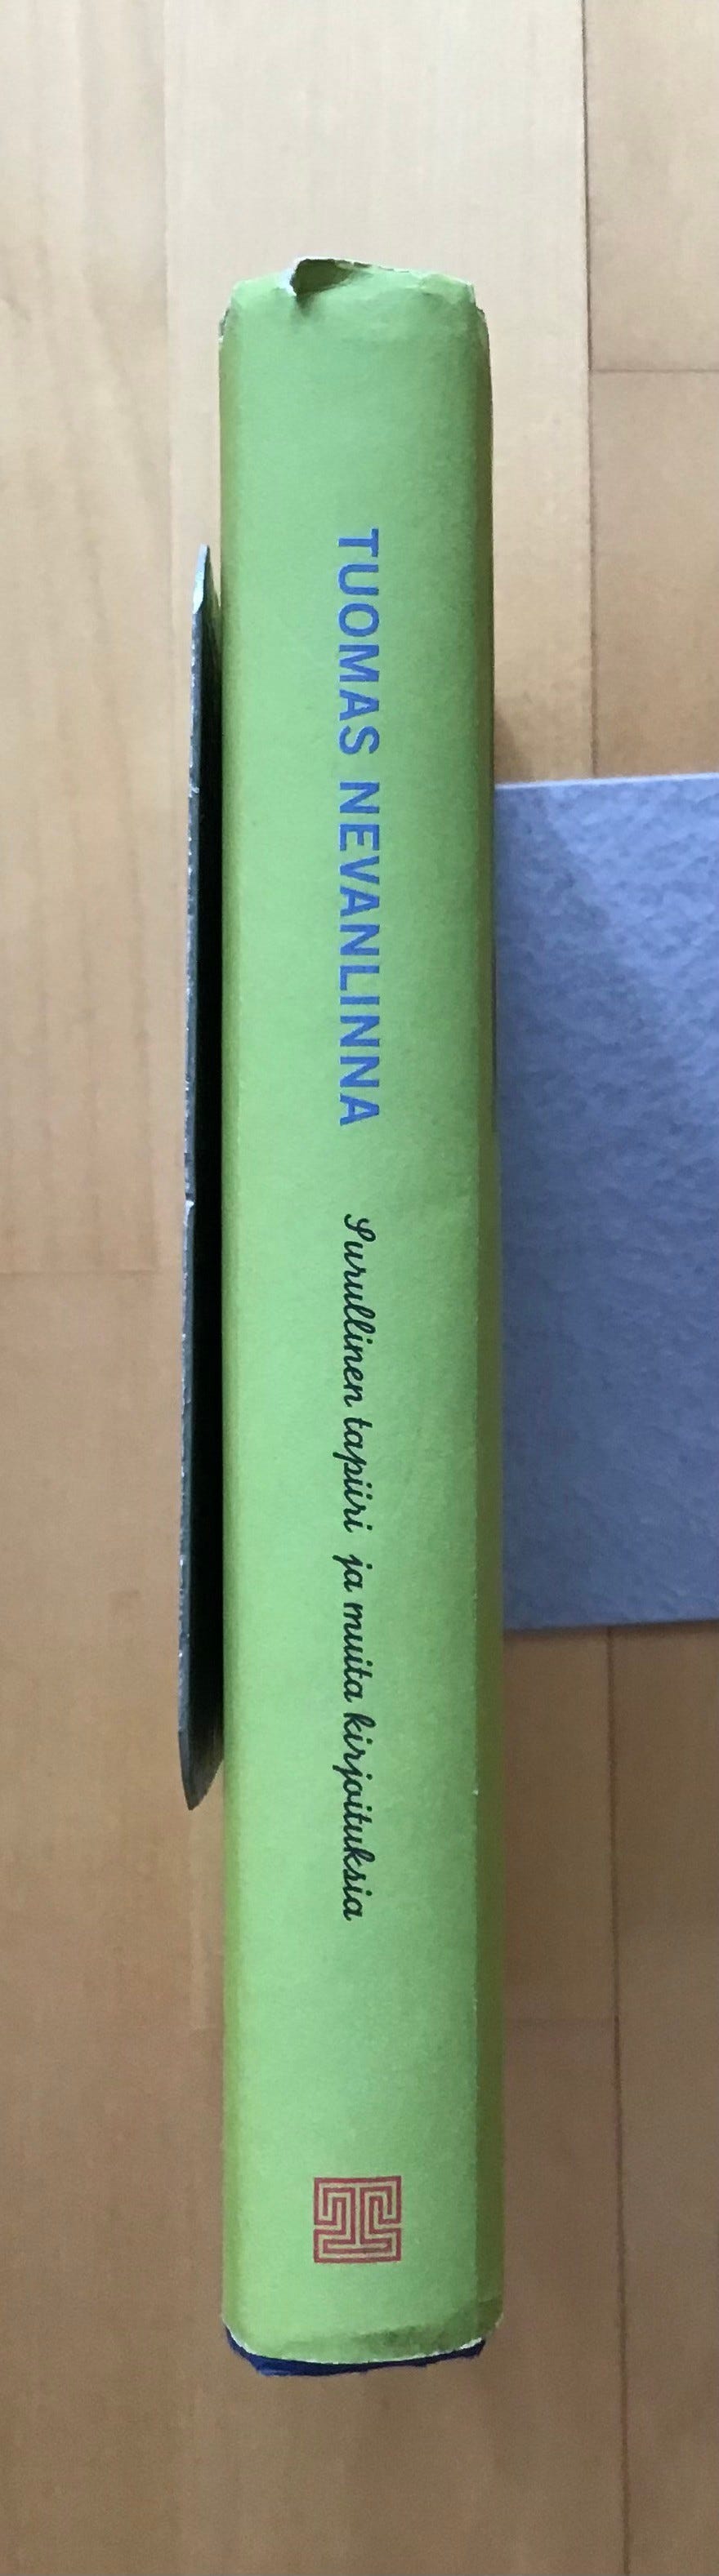 TUOMAS NEVANLINNA
Surullinen tapiiri ja muita kirjoituksia